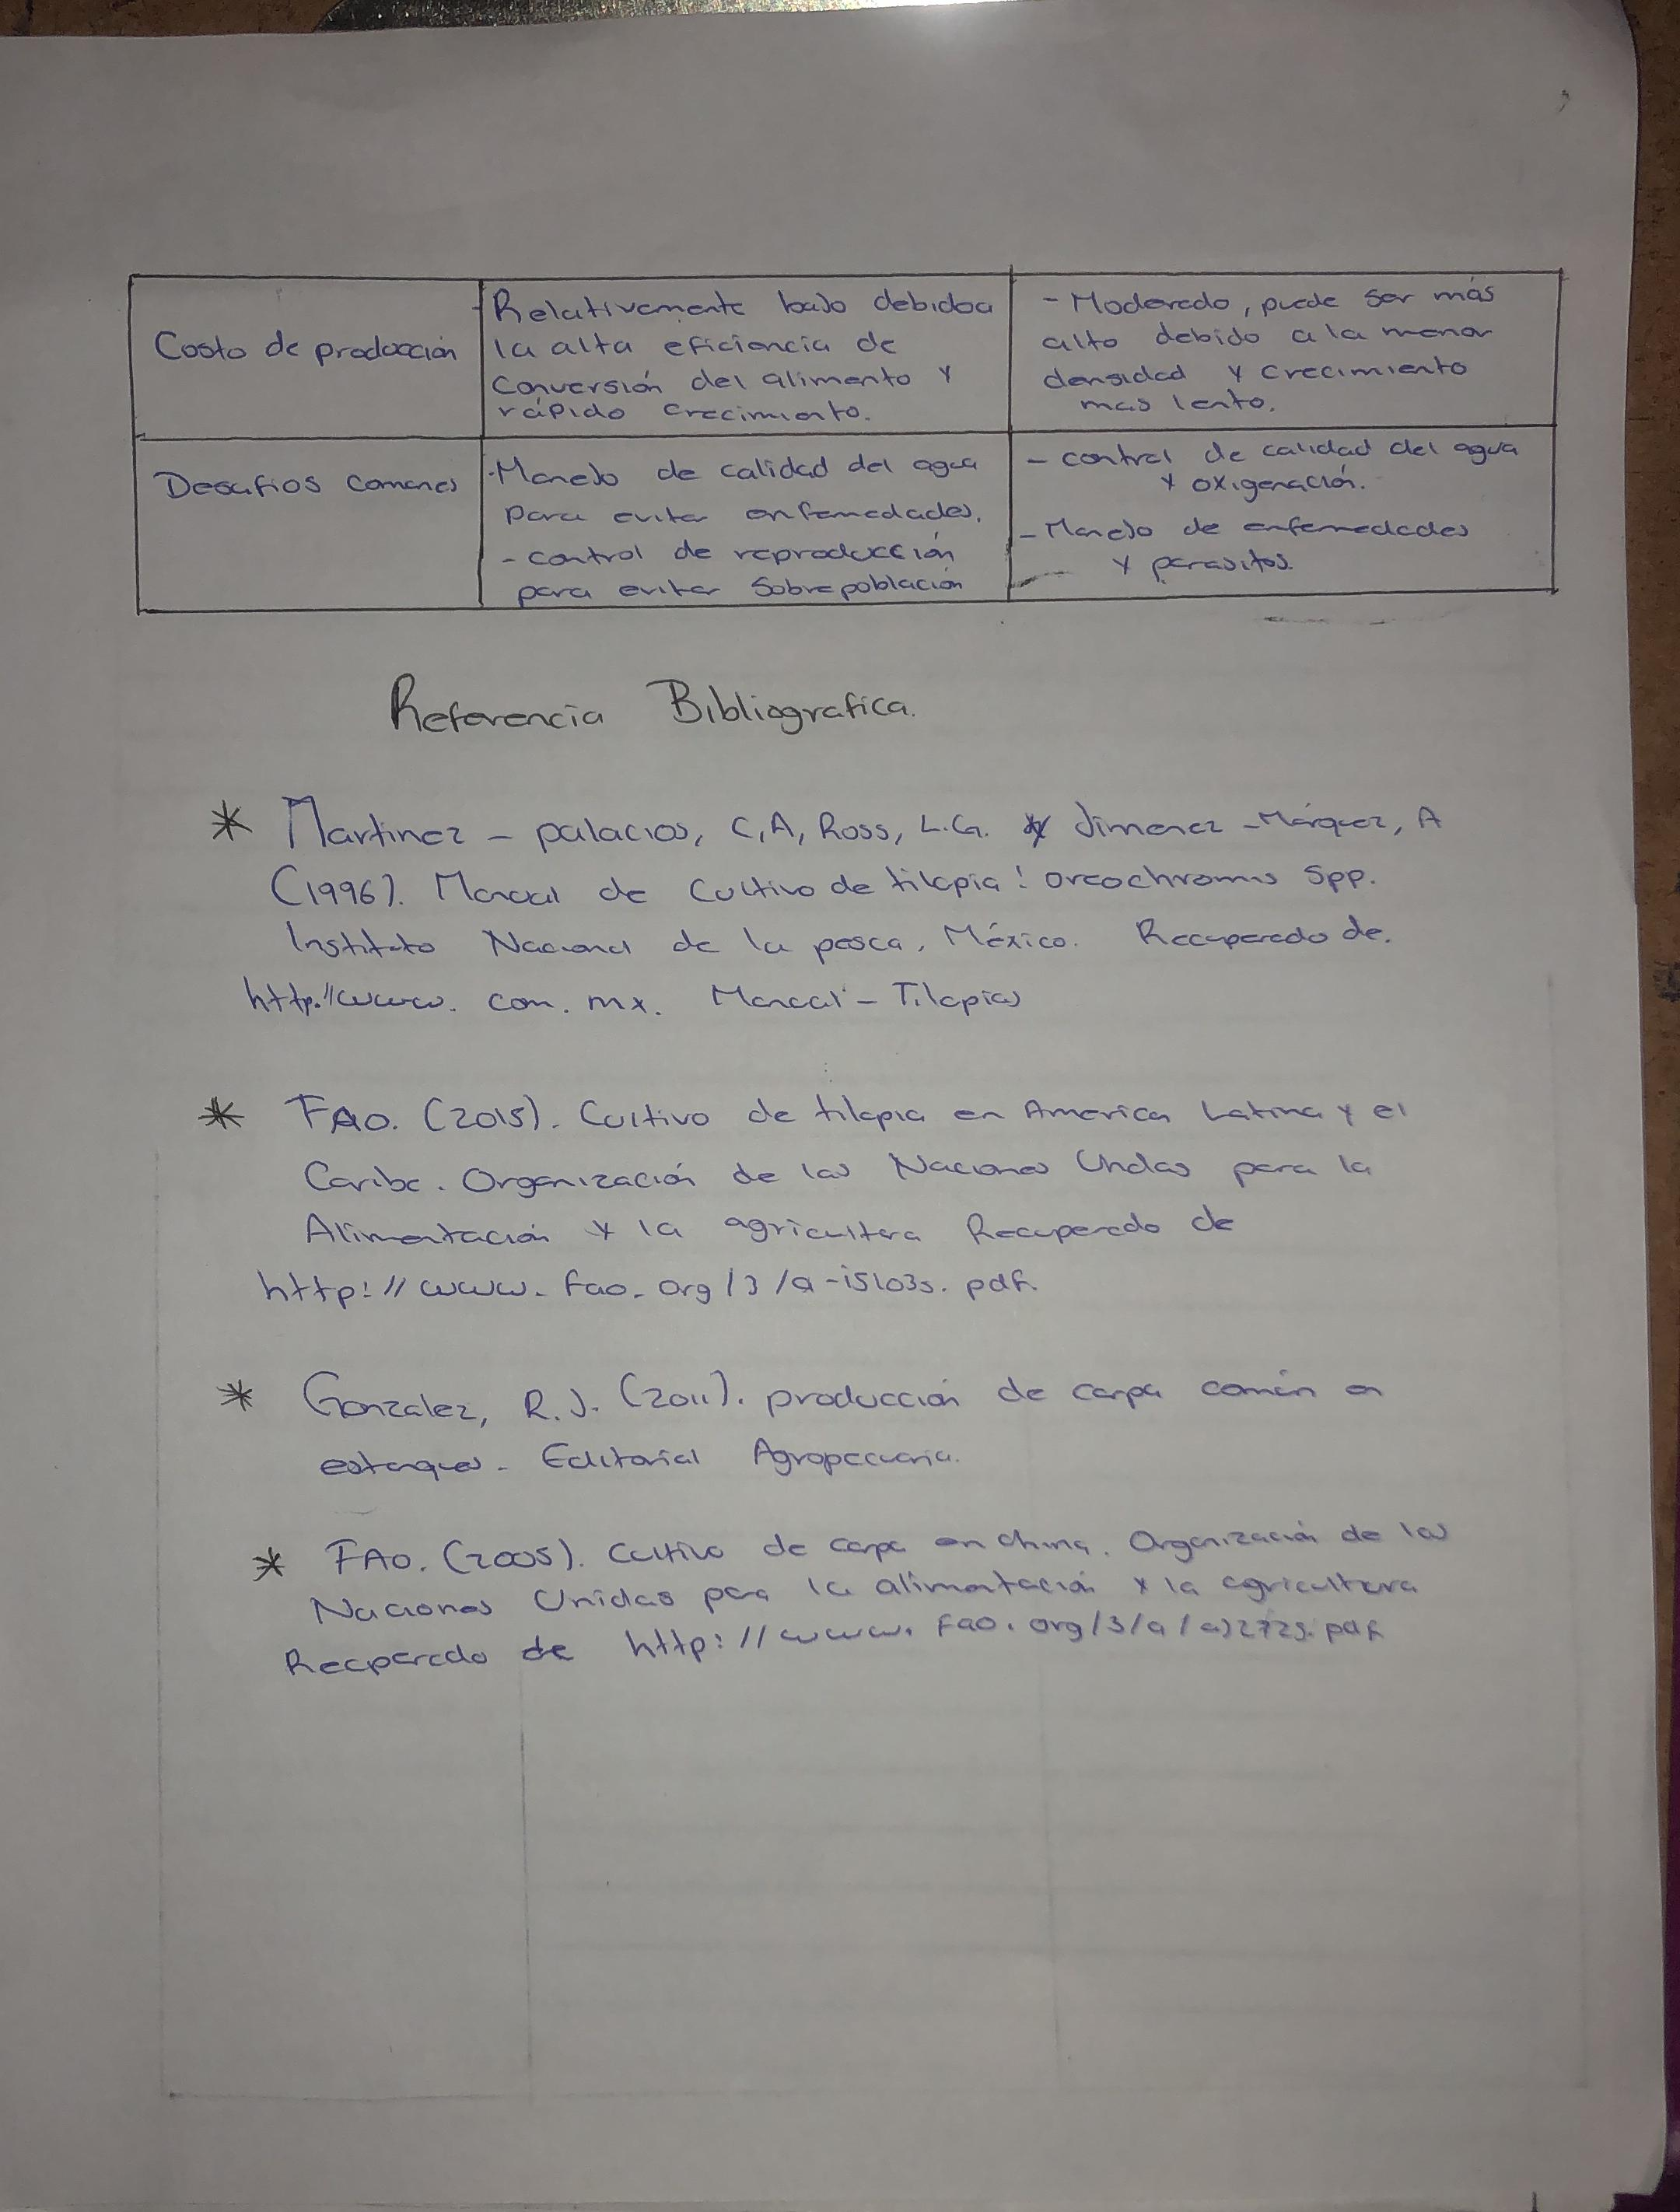 Costo de producción
- Relativamente bajo debidoa
la alta eficiencia de
conversión del alimento y
rápido crecimiento.
- Moderado, puede ser más
alto debido a la menor
densidad y crecimiento
mas lento.
Desafios comunes
- Manejo de calidad del agua
para evitar enfemedades.
- control de reproducción
para evitar sobrepoblación
- control de calidad del agua
y oxigenación.
- Manejo de enfemedades
y parasitos.
Referencia Bibliografica.
* Martinez - palacios, C,A, Ross, L.G. y Jimenez - Márquez, A
(1996). Manual de Cultivo de tilapia: oreochromis spp.
Instituto Nacional de la pesca, México. Recuperado de.
http://www. com. mx. Manual - Tilapias
* FAO. (2015). Cultivo de tilapia en America Latina y el
Caribe. Organización de las Naciones Unidas para la
Alimentación y la agricultura Recuperado de
http://www. fao. org/3/a-i5103s. pdf.
* Gonzalez, R.J. (2011). producción de carpa común en
estanques. Editorial Agropecuaria.
* FAO. (2005). Cultivo de carpa en china. Organización de las
Naciones Unidas para la alimentación y la agricultura
Recperado de http://www. fao. org/3/a/